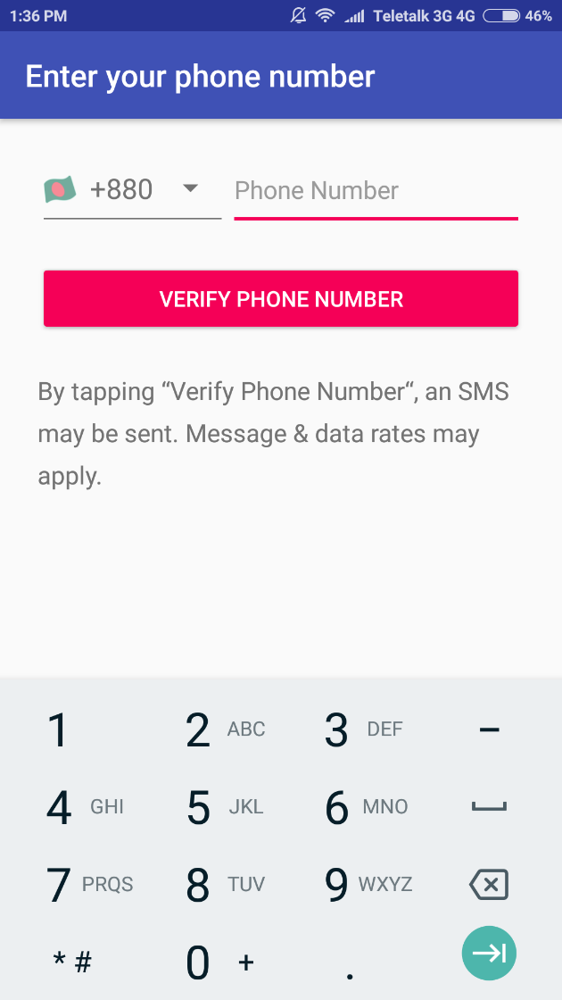 1:36 PM Teletalk 3G 4G 46%
Enter your phone number
+880 Phone Number
VERIFY PHONE NUMBER
By tapping “Verify Phone Number“, an SMS
may be sent. Message & data rates may
apply.
1 2 ABC 3 DEF –
4 GHI 5 JKL 6 MNO
7 PRQS 8 TUV 9 WXYZ
* # 0 + .